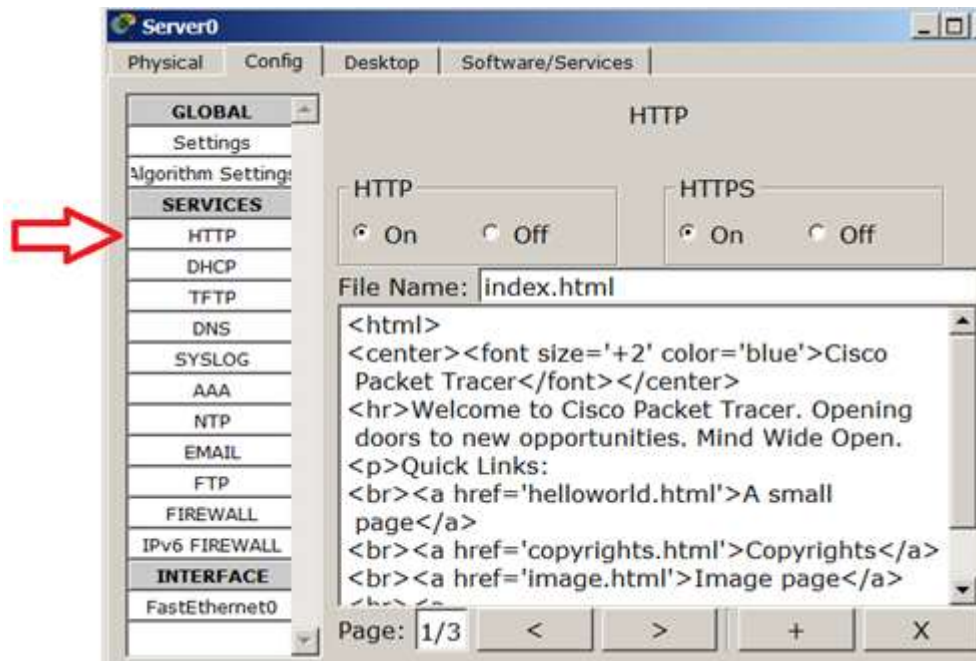 Server0
Physical Config Desktop Software/Services
GLOBAL
Settings
Algorithm Settings
SERVICES
HTTP
DHCP
TFTP
DNS
SYSLOG
AAA
NTP
EMAIL
FTP
FIREWALL
IPv6 FIREWALL
INTERFACE
FastEthernet0
HTTP
HTTP
On Off
HTTPS
On Off
File Name: index.html
<html>
<center><font size='+2' color='blue'>Cisco
Packet Tracer</font></center>
<hr>Welcome to Cisco Packet Tracer. Opening
doors to new opportunities. Mind Wide Open.
<p>Quick Links:
<br><a href='helloworld.html'>A small
page</a>
<br><a href='copyrights.html'>Copyrights</a>
<br><a href='image.html'>Image page</a>
Page: 1/3 < > + X